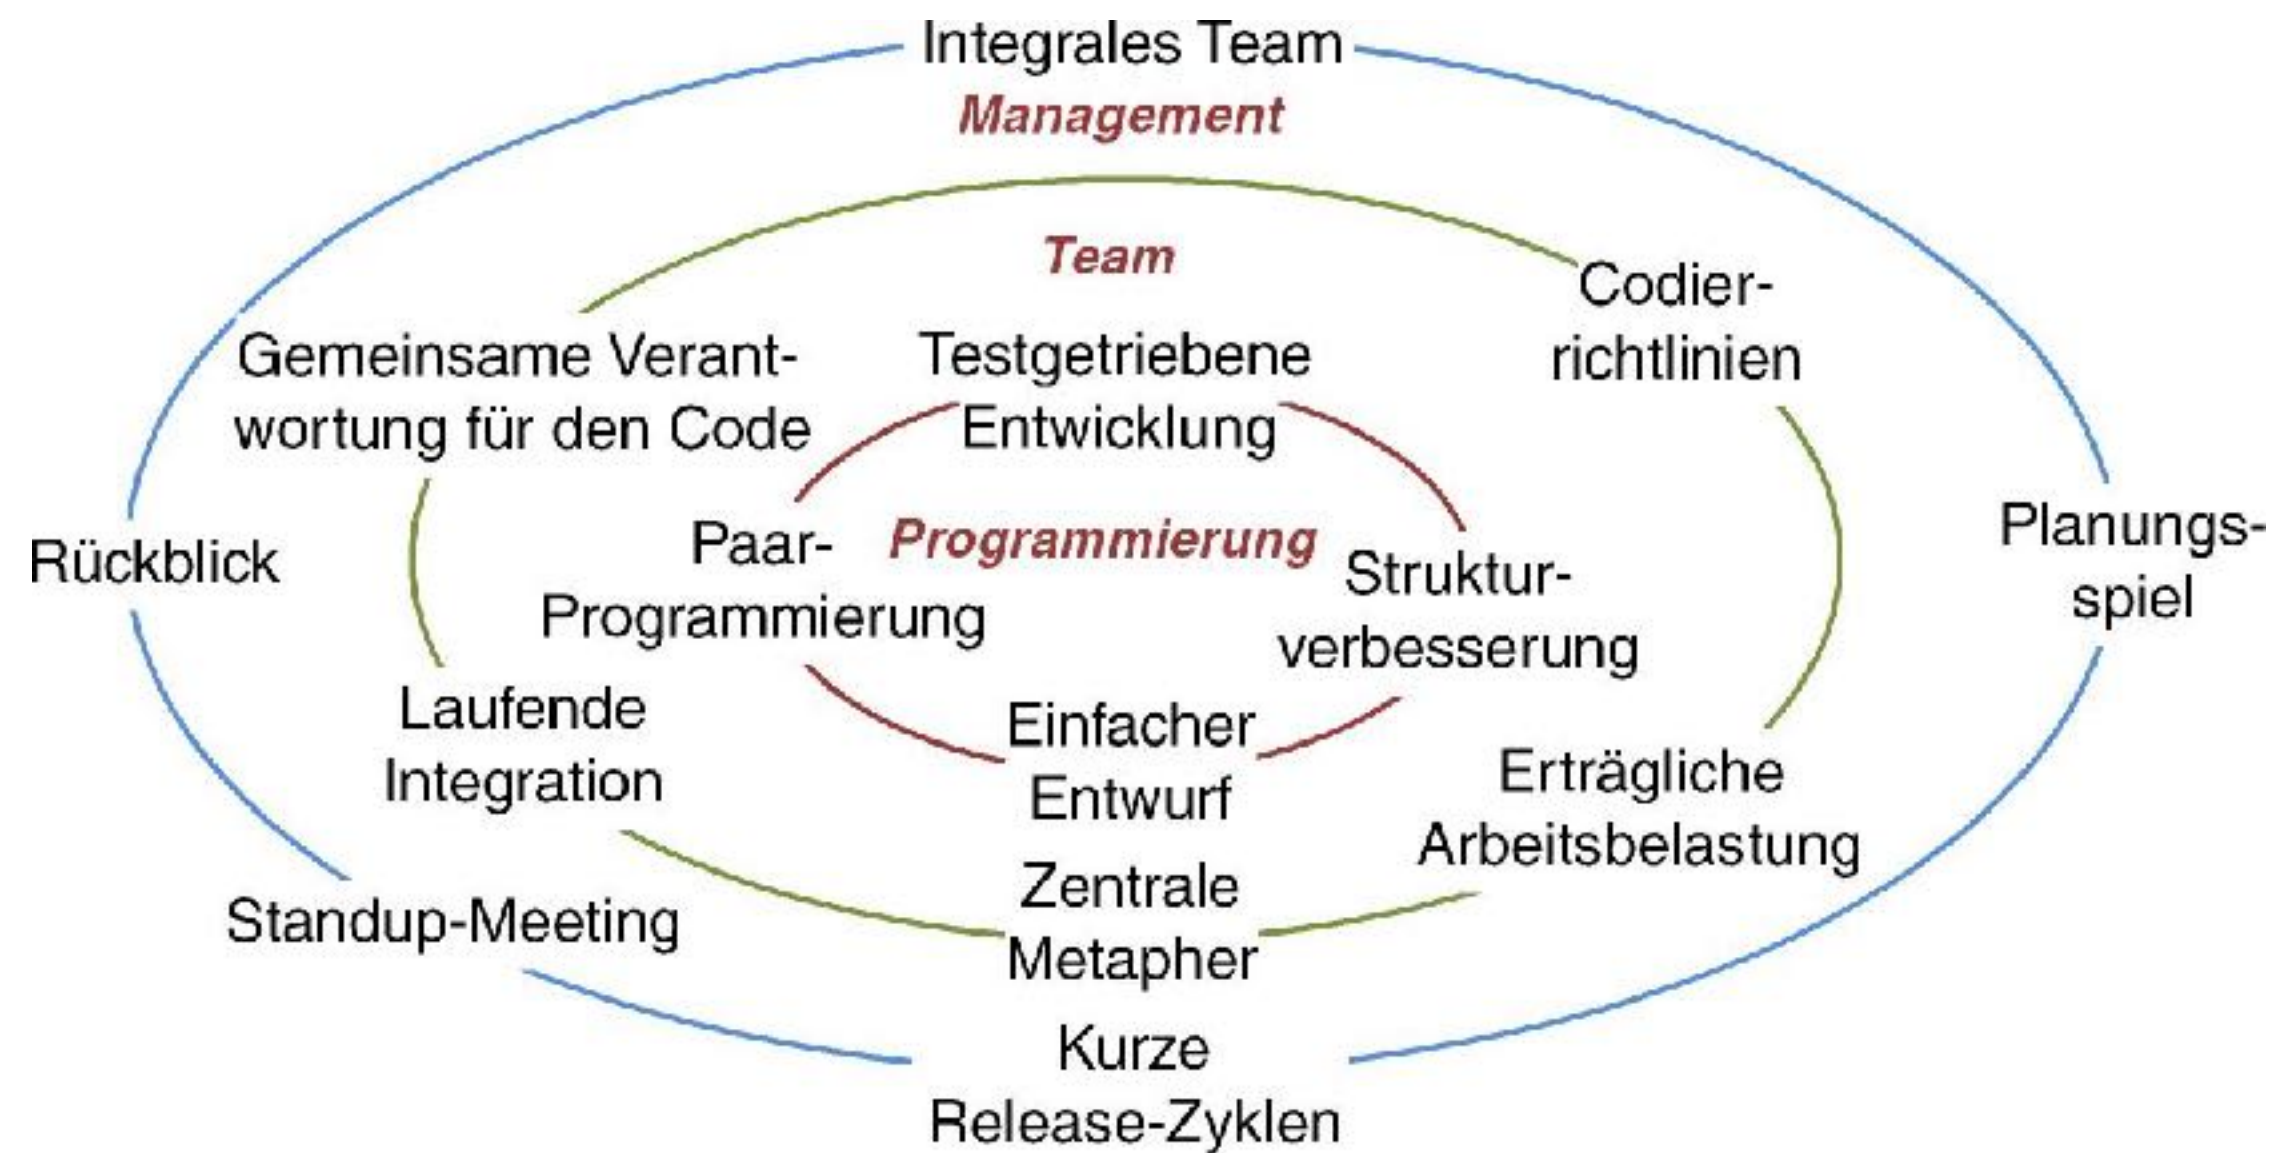 Integrales Team
Management
Team
Codier-
richtlinien
Gemeinsame Verant-
wortung für den Code
Testgetriebene
Entwicklung
Paar-
Programmierung
Programmierung
Struktur-
verbesserung
Rückblick
Planungs-
spiel
Laufende
Integration
Einfacher
Entwurf
Erträgliche
Arbeitsbelastung
Zentrale
Metapher
Standup-Meeting
Kurze
Release-Zyklen